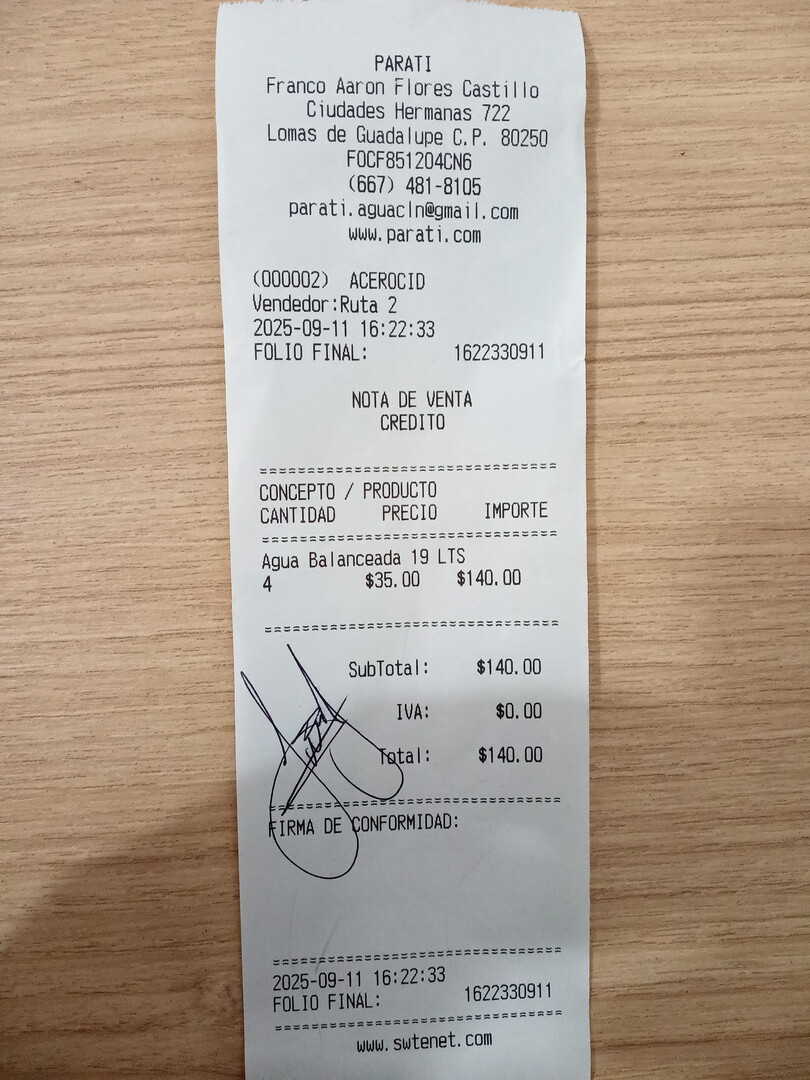 PARATI
Franco Aaron Flores Castillo
Ciudades Hermanas 722
Lomas de Guadalupe C.P. 80250
FOCF851204CN6
(667) 481-8105
parati.aguacln@gmail.com
www.parati.com
(000002) ACEROCID
Vendedor:Ruta 2
2025-09-11 16:22:33
FOLIO FINAL: 1622330911
NOTA DE VENTA
CREDITO
==============================
CONCEPTO / PRODUCTO
CANTIDAD PRECIO IMPORTE
==============================
Agua Balanceada 19 LTS
4 $35.00 $140.00
==============================
SubTotal: $140.00
IVA: $0.00
Total: $140.00
==============================
FIRMA DE CONFORMIDAD:
==============================
2025-09-11 16:22:33
FOLIO FINAL: 1622330911
==============================
www.swtenet.com